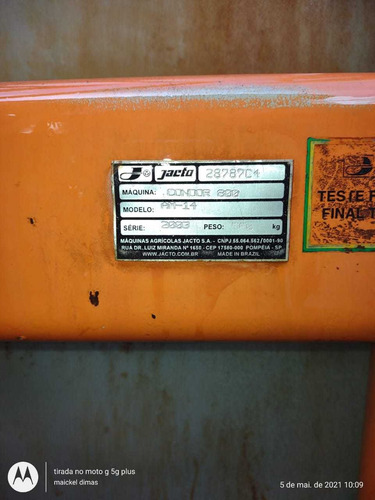 J jacto 28787C4
MÁQUINA: CONDOR 800
MODELO: AM-14
SÉRIE: 2003 PESO: kg
MÁQUINAS AGRÍCOLAS JACTO S.A. - CNPJ.55.064.562/0001-90
RUA DR. LUIZ MIRANDA Nº 1650 - CEP 17580-000 POMPÉIA - SP
WWW.JACTO.COM.BR MADE IN BRAZIL
TESTE
FINAL
tirada no moto g 5g plus
maickel dimas
5 de mai. de 2021 10:09